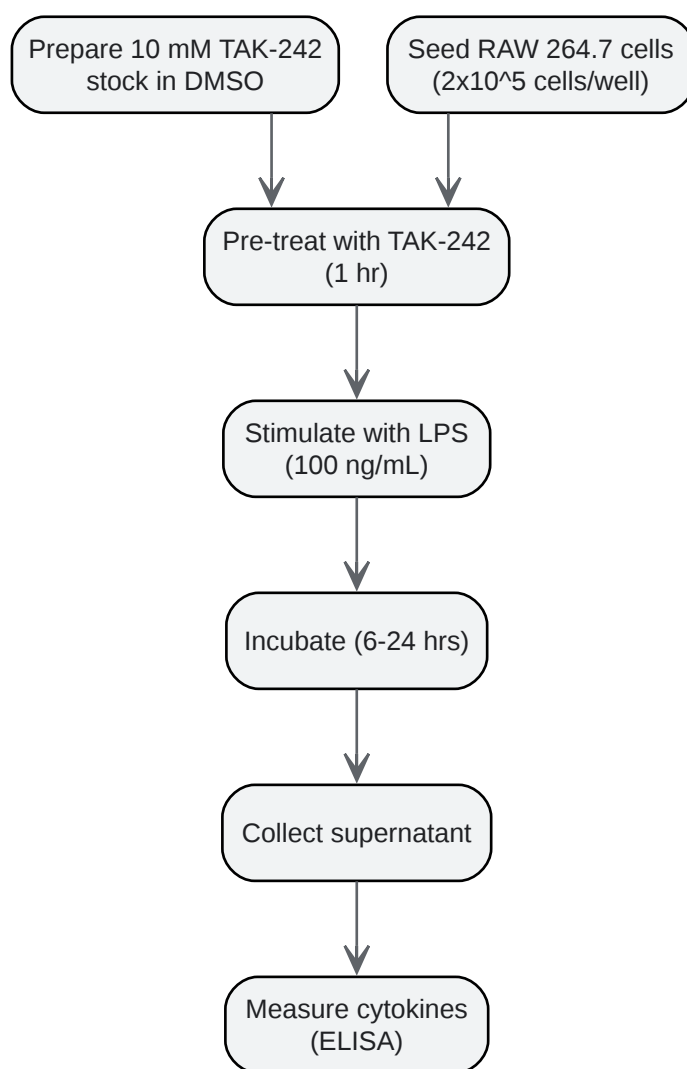 Prepare 10 mM TAK-242
stock in DMSO
Seed RAW 264.7 cells
(2x10^5 cells/well)
Pre-treat with TAK-242
(1 hr)
Stimulate with LPS
(100 ng/mL)
Incubate (6-24 hrs)
Collect supernatant
Measure cytokines
(ELISA)